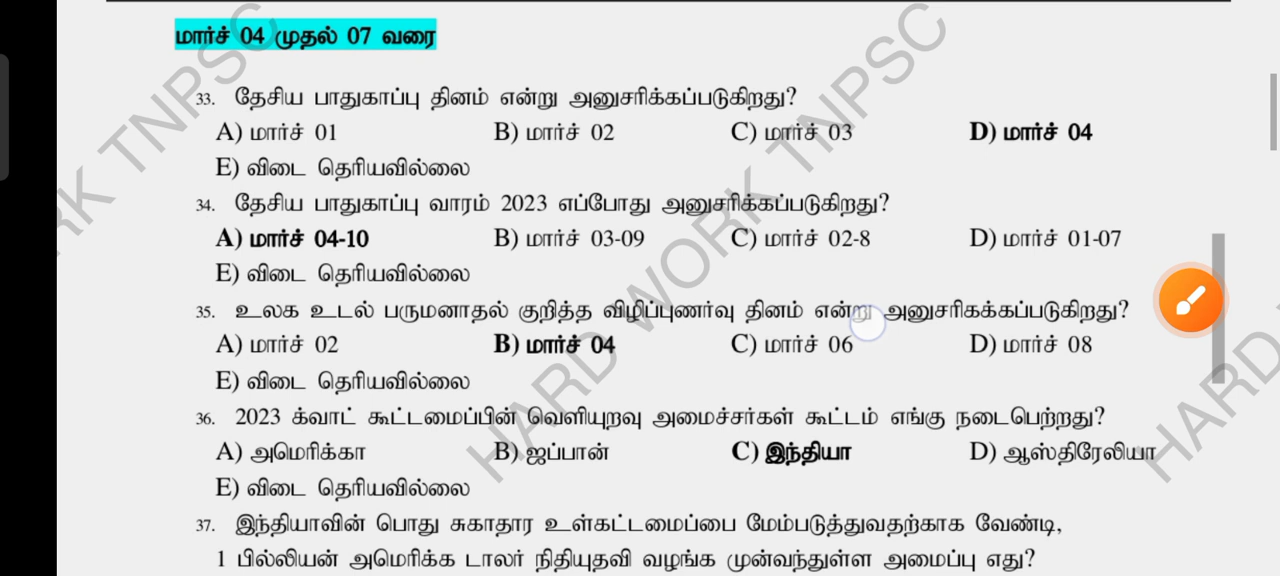 மார்ச் 04 முதல் 07 வரை
33. தேசிய பாதுகாப்பு தினம் என்று அனுசரிக்கப்படுகிறது?
A) மார்ச் 01 B) மார்ச் 02 C) மார்ச் 03 D) மார்ச் 04
E) விடை தெரியவில்லை
34. தேசிய பாதுகாப்பு வாரம் 2023 எப்போது அனுசரிக்கப்படுகிறது?
A) மார்ச் 04-10 B) மார்ச் 03-09 C) மார்ச் 02-8 D) மார்ச் 01-07
E) விடை தெரியவில்லை
35. உலக உடல் பருமனாதல் குறித்த விழிப்புணர்வு தினம் என்று அனுசரிகக்கப்படுகிறது?
A) மார்ச் 02 B) மார்ச் 04 C) மார்ச் 06 D) மார்ச் 08
E) விடை தெரியவில்லை
36. 2023 க்வாட் கூட்டமைப்பின் வெளியுறவு அமைச்சர்கள் கூட்டம் எங்கு நடைபெற்றது?
A) அமெரிக்கா B) ஜப்பான் C) இந்தியா D) ஆஸ்திரேலியா
E) விடை தெரியவில்லை
37. இந்தியாவின் பொது சுகாதார உள்கட்டமைப்பை மேம்படுத்துவதற்காக வேண்டி,
1 பில்லியன் அமெரிக்க டாலர் நிதியுதவி வழங்க முன்வந்துள்ள அமைப்பு எது?
RK TNPSC
HARD WORK TNPSC
HARD